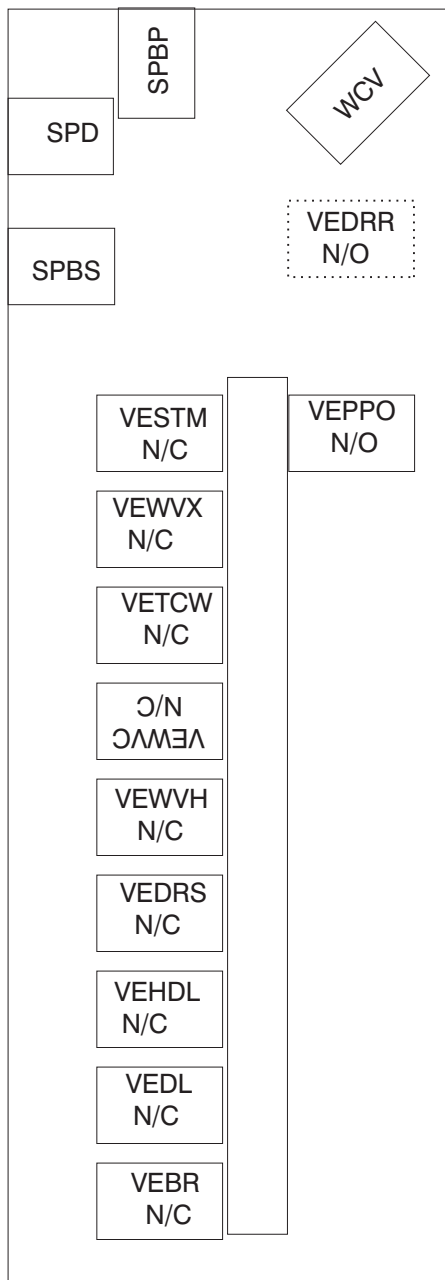 SPBP
WCV
SPD
VEDRR
N/O
SPBS
VESTM
N/C
VEPPO
N/O
VEWVX
N/C
VETCW
N/C
VEWVC
N/C
VEWVH
N/C
VEDRS
N/C
VEHDL
N/C
VEDL
N/C
VEBR
N/C